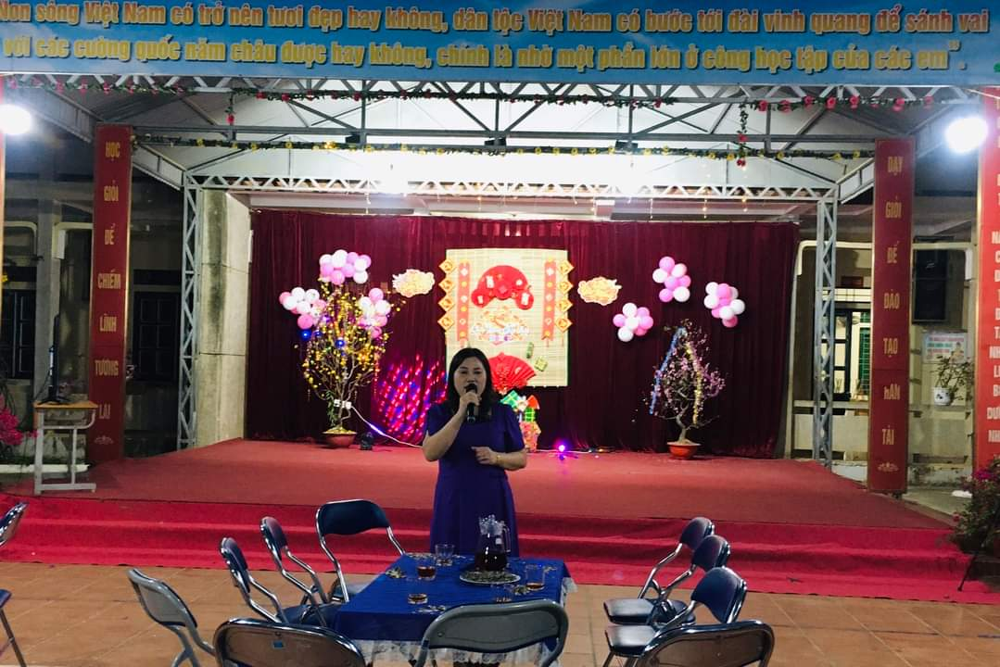 Non sông Việt Nam có trở nên tươi đẹp hay không, dân tộc Việt Nam có bước tới đài vinh quang để sánh vai
với các cường quốc năm châu được hay không, chính là nhờ một phần lớn ở công học tập của các em".
HỌC
GIỎI
ĐỂ
CHIẾM
LĨNH
TƯƠNG
LAI
DẠY
GIỎI
ĐỂ
ĐÀO
TẠO
hÂN
TÀI